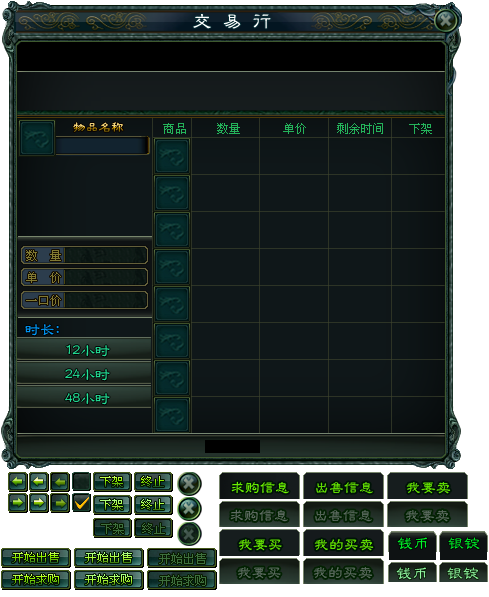 交易行
物品名称 商品 数量 单价 剩余时间 下架
数量
单价
一口价
时长：
12小时
24小时
48小时
下架 终止 求购信息 出售信息 我要卖
下架 终止 求购信息 出售信息 我要卖
下架 终止 我要买 我的买卖 钱币 银锭
开始出售 开始出售 开始出售
开始求购 开始求购 开始求购 我要买 我的买卖 钱币 银锭